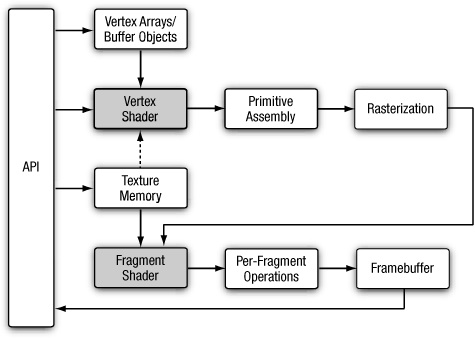 Vertex Arrays/
Buffer Objects
Vertex
Shader
Primitive
Assembly
Rasterization
API
Texture
Memory
Fragment
Shader
Per-Fragment
Operations
Framebuffer